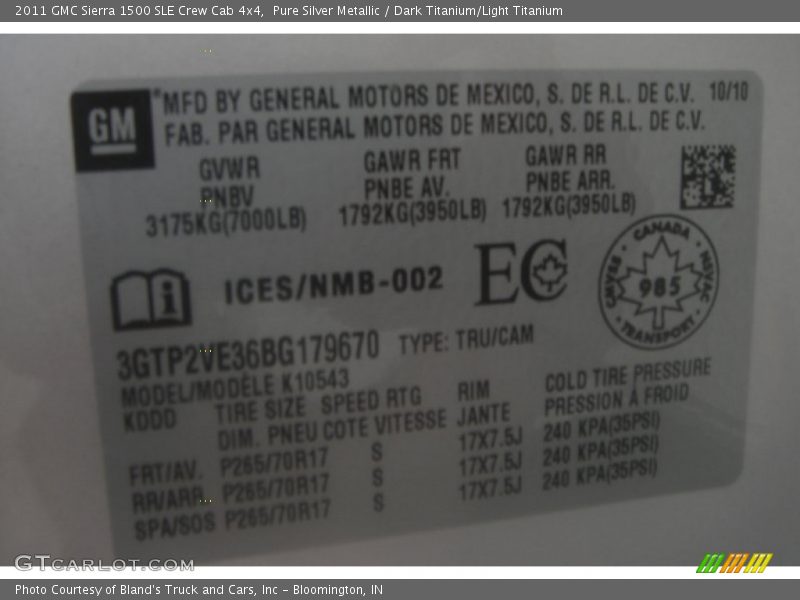 2011 GMC Sierra 1500 SLE Crew Cab 4x4,  Pure Silver Metallic / Dark Titanium/Light Titanium
GM
MFD BY GENERAL MOTORS DE MEXICO, S. DE R.L. DE C.V. 10/10
FAB. PAR GENERAL MOTORS DE MEXICO, S. DE R.L. DE C.V.
GVWR GAWR FRT GAWR RR
PNBV PNBE AV. PNBE ARR.
3175KG(7000LB) 1792KG(3950LB) 1792KG(3950LB)
i ICES/NMB-002 EC
CANADA
985
TRANSPORT
3GTP2VE36BG179670 TYPE: TRU/CAM
MODEL/MODÈLE K10543
KDDD TIRE SIZE SPEED RTG RIM COLD TIRE PRESSURE
DIM. PNEU COTE VITESSE JANTE PRESSION À FROID
FRT/AV. P265/70R17 S 17X7.5J 240 KPA(35PSI)
RR/ARR. P265/70R17 S 17X7.5J 240 KPA(35PSI)
SPA/SOS P265/70R17 S 17X7.5J 240 KPA(35PSI)
GTCARLOT.COM
Photo Courtesy of Bland's Truck and Cars, Inc - Bloomington, IN